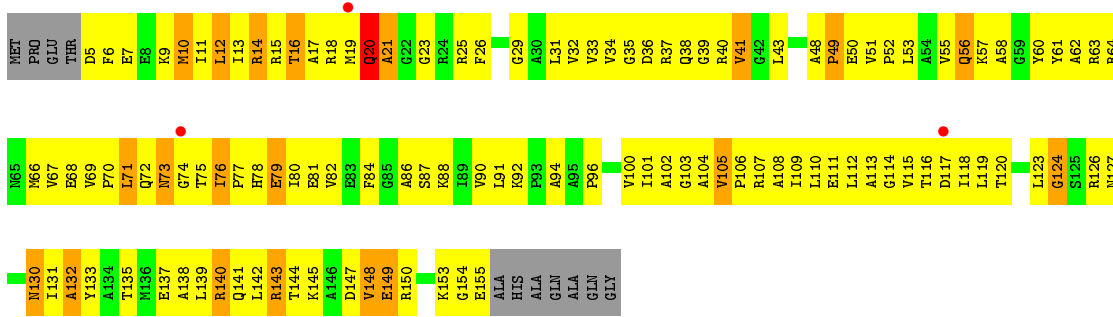 MET PRO GLU THR D5 F6 E7 E8 K9 M10 I11 L12 I13 R14 R15 T16 A17 R18 M19 Q20 A21 G22 G23 R24 R25 F26 G29 A30 L31 V32 V33 V34 G35 D36 R37 Q38 G39 R40 V41 G42 L43 A48 P49 E50 V51 P52 L53 A54 V55 Q56 K57 A58 G59 Y60 Y61 A62 R63 R64
N65 M66 V67 E68 V69 P70 L71 Q72 N73 G74 T75 I76 P77 H78 E79 I80 E81 V82 E83 F84 G85 A86 S87 K88 I89 V90 L91 K92 P93 A94 A95 P96 V100 I101 A102 G103 A104 V105 P106 R107 A108 I109 L110 E111 L112 A113 G114 V115 T116 D117 I118 L119 T120 L123 G124 S125 R126 N127
N130 I131 A132 Y133 A134 T135 M136 E137 A138 L139 R140 Q141 L142 R143 T144 K145 A146 D147 V148 E149 R150 K153 G154 E155 ALA HIS ALA GLN ALA GLN GLY